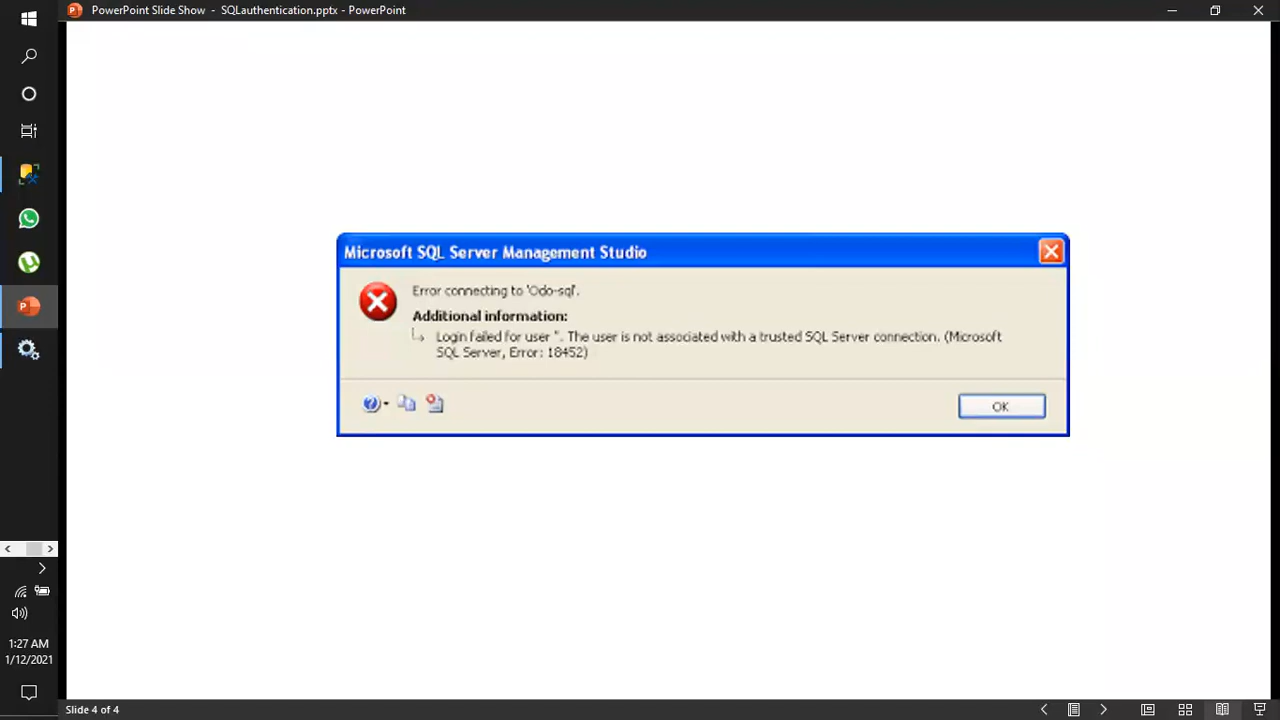 PowerPoint Slide Show - SQLauthentication.pptx - PowerPoint
Microsoft SQL Server Management Studio
Error connecting to 'Odo-sql'.
Additional information:
Login failed for user ''. The user is not associated with a trusted SQL Server connection. (Microsoft
SQL Server, Error: 18452)
OK
1:27 AM
1/12/2021
Slide 4 of 4